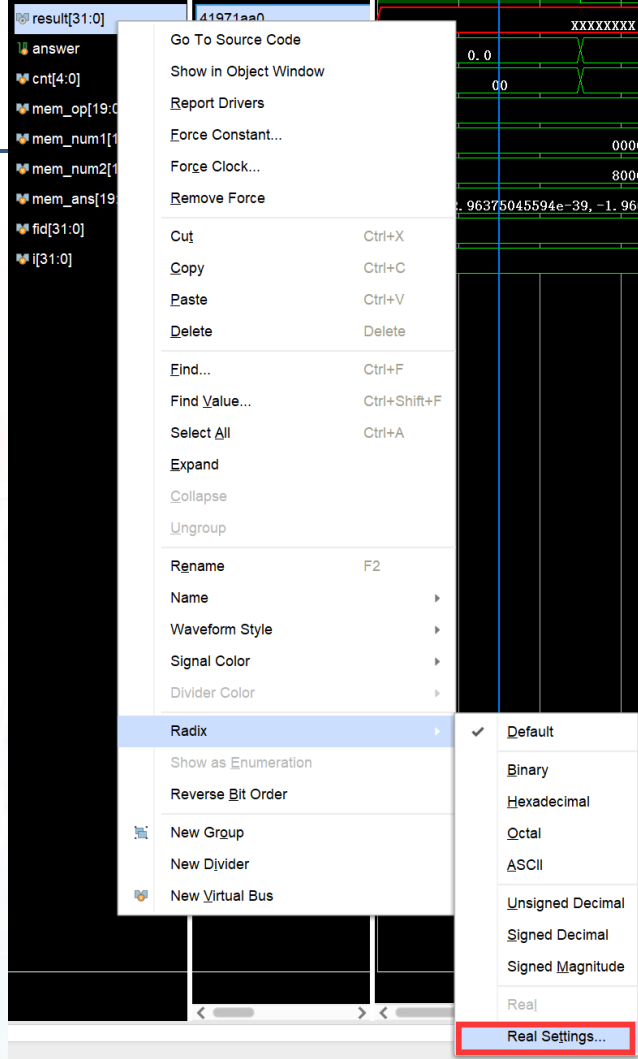 result[31:0]
41971aa0
XXXXXXXX
answer
0.0
cnt[4:0]
00
mem_op[19:0
mem_num1[1
0000
mem_num2[1
8000
mem_ans[19:
.96375045594e-39,-1.96
fid[31:0]
i[31:0]
Go To Source Code
Show in Object Window
Report Drivers
Force Constant...
Force Clock...
Remove Force
Cut Ctrl+X
Copy Ctrl+C
Paste Ctrl+V
Delete Delete
Find... Ctrl+F
Find Value... Ctrl+Shift+F
Select All Ctrl+A
Expand
Collapse
Ungroup
Rename F2
Name
Waveform Style
Signal Color
Divider Color
Radix
Show as Enumeration
Reverse Bit Order
New Group
New Divider
New Virtual Bus
Default
Binary
Hexadecimal
Octal
ASCII
Unsigned Decimal
Signed Decimal
Signed Magnitude
Real
Real Settings...